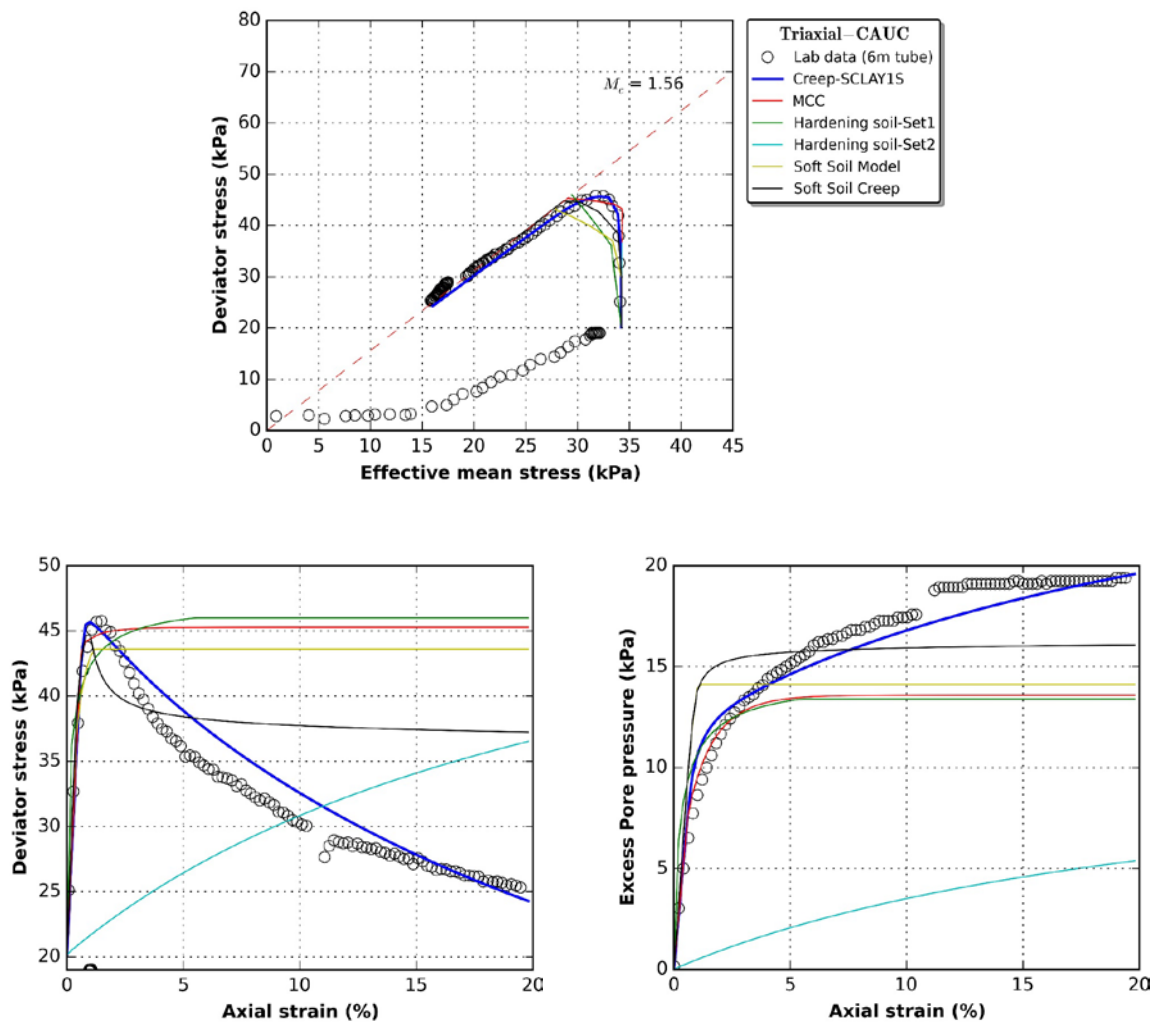 80
70
60
50
40
30
20
10
0
Deviator stress (kPa)
M_c = 1.56
0 5 10 15 20 25 30 35 40 45
Effective mean stress (kPa)
Triaxial−CAUC
Lab data (6m tube)
Creep-SCLAY1S
MCC
Hardening soil-Set1
Hardening soil-Set2
Soft Soil Model
Soft Soil Creep
50
45
40
35
30
25
20
Deviator stress (kPa)
0 5 10 15 20
Axial strain (%)
20
15
10
5
0
Excess Pore pressure (kPa)
0 5 10 15 20
Axial strain (%)